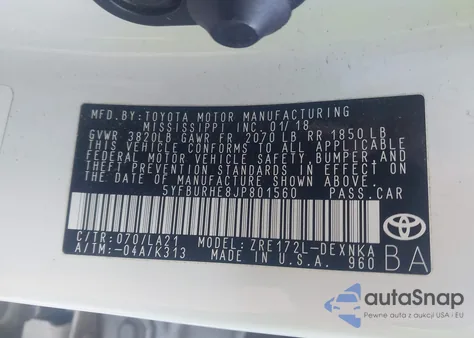 MFD.BY:TOYOTA MOTOR MANUFACTURING
MISSISSIPPI INC. 01/18
GVWR 3820LB GAWR FR 2070LB RR 1850LB
THIS VEHICLE CONFORMS TO ALL APPLICABLE
FEDERAL MOTOR VEHICLE SAFETY, BUMPER, AND
THEFT PREVENTION STANDARDS IN EFFECT ON
THE DATE OF MANUFACTURE SHOWN ABOVE.
5YFBURHE8JP801560 PASS.CAR
C/TR:070/LA21 MODEL:ZRE172L-DEXNKA
A/TM:-04A/K313 MADE IN U.S.A. 960
BA
autoSnap
Pewne auta z aukcji USA i EU